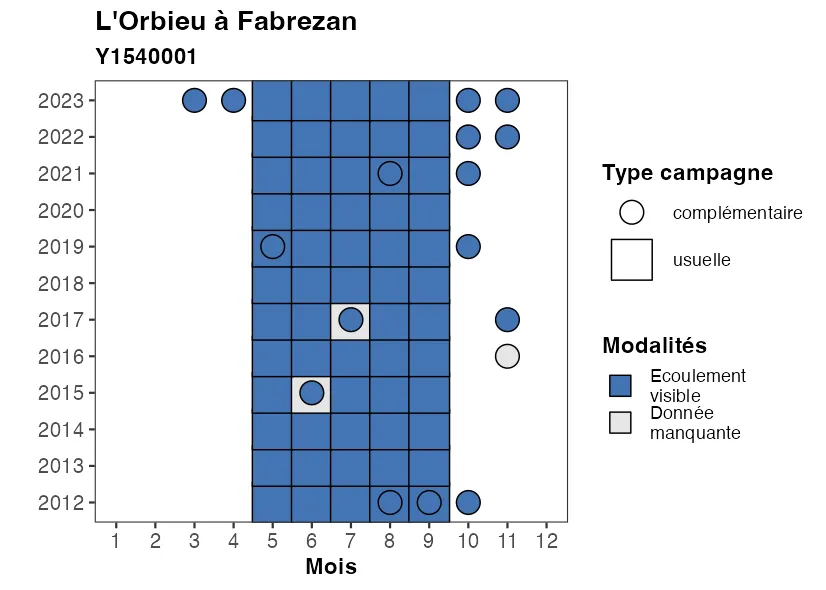 L'Orbieu à Fabrezan
Y1540001
2023
2022
2021
2020
2019
2018
2017
2016
2015
2014
2013
2012
1 2 3 4 5 6 7 8 9 10 11 12
Mois
Type campagne
complémentaire
usuelle
Modalités
Ecoulement
visible
Donnée
manquante